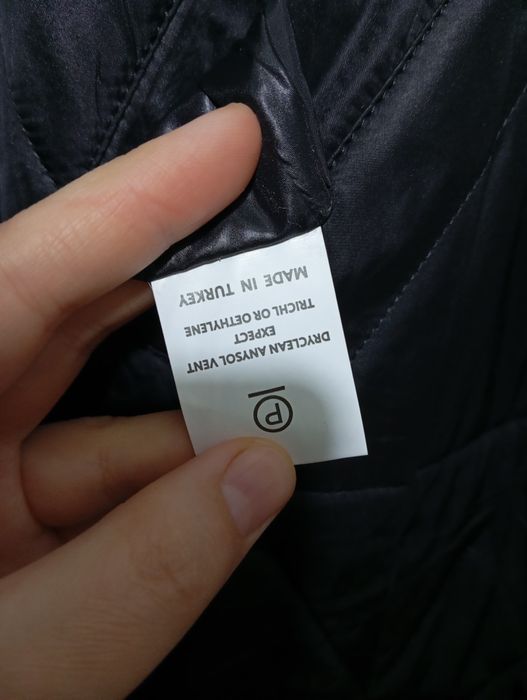 P
DRYCLEAN ANYSOL VENT
EXPECT
TRICHL OR OETHYLENE
MADE IN TURKEY